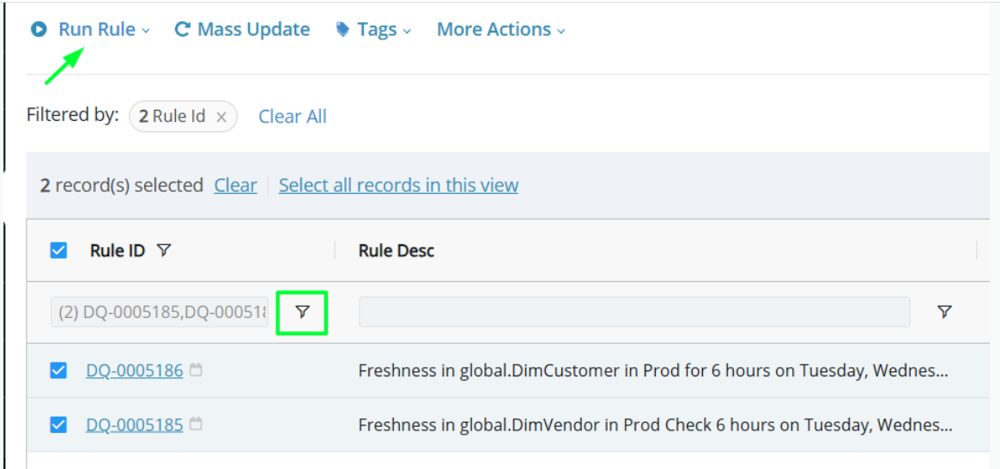 Run Rule Mass Update Tags More Actions
Filtered by: 2 Rule Id x Clear All
2 record(s) selected Clear Select all records in this view
Rule ID Rule Desc
(2) DQ-0005185,DQ-000518
DQ-0005186 Freshness in global.DimCustomer in Prod for 6 hours on Tuesday, Wednes...
DQ-0005185 Freshness in global.DimVendor in Prod Check 6 hours on Tuesday, Wednes...